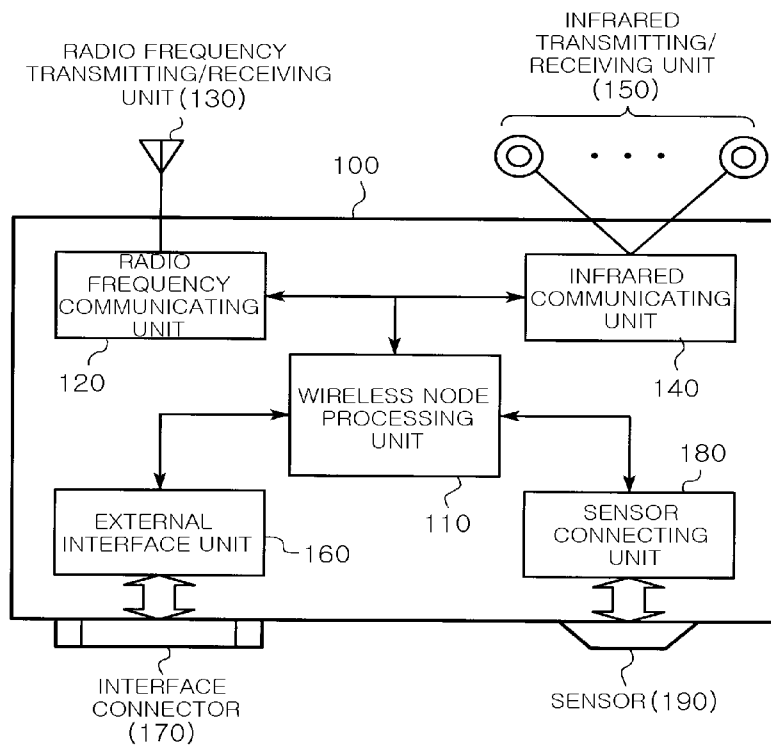 RADIO FREQUENCY
TRANSMITTING/RECEIVING
UNIT(130)
INFRARED
TRANSMITTING/
RECEIVING UNIT
(150)
100
RADIO
FREQUENCY
COMMUNICATING
UNIT
120
INFRARED
COMMUNICATING
UNIT
140
WIRELESS NODE
PROCESSING
UNIT
110
EXTERNAL
INTERFACE UNIT
160
180
SENSOR
CONNECTING
UNIT
INTERFACE
CONNECTOR
(170)
SENSOR(190)